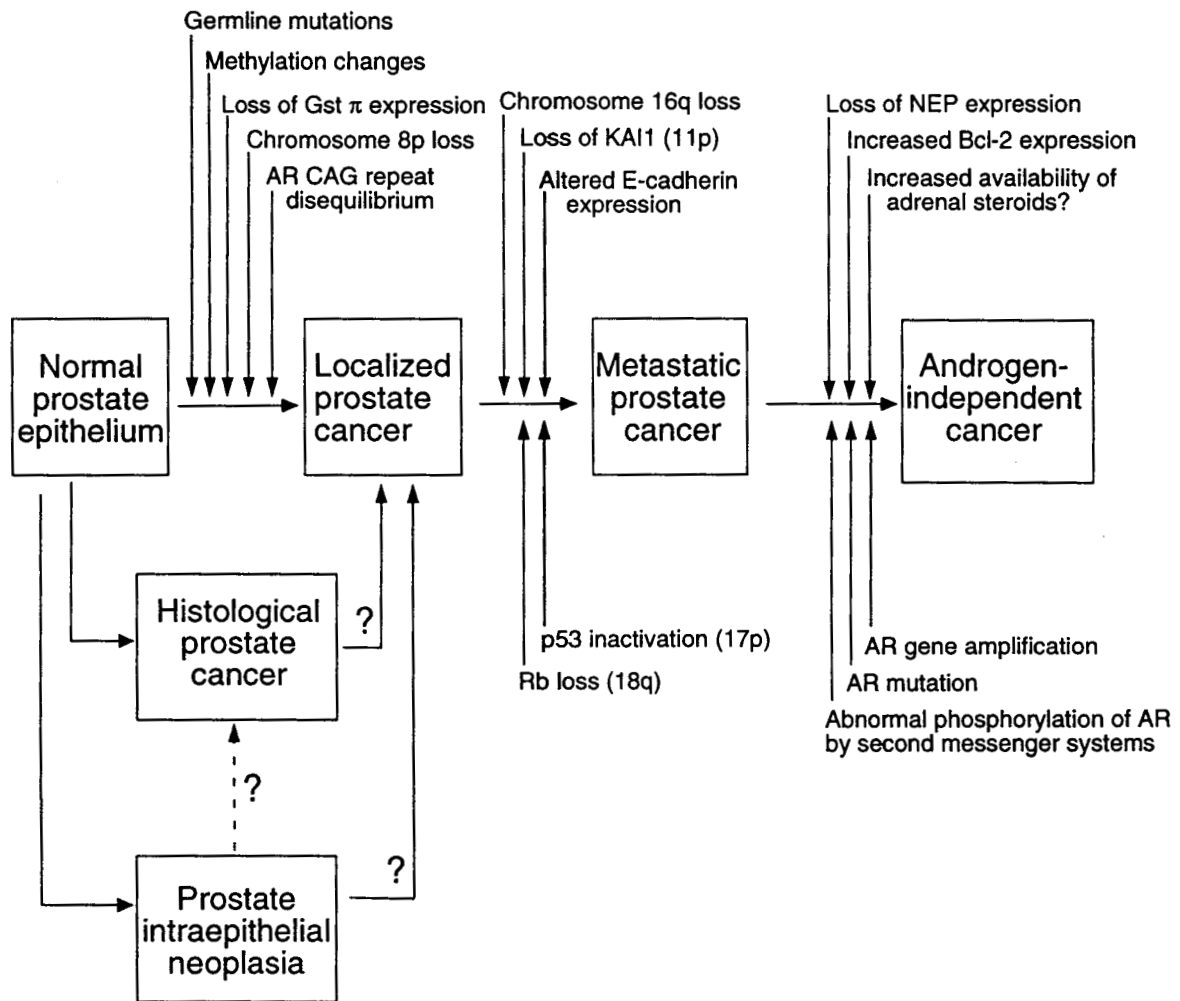 Germline mutations
Methylation changes
Loss of Gst π expression
Chromosome 8p loss
AR CAG repeat
disequilibrium
Chromosome 16q loss
Loss of KAI1 (11p)
Altered E-cadherin
expression
Loss of NEP expression
Increased Bcl-2 expression
Increased availability of
adrenal steroids?
Normal
prostate
epithelium
Localized
prostate
cancer
Metastatic
prostate
cancer
Androgen-
independent
cancer
Histological
prostate
cancer
?
p53 inactivation (17p)
Rb loss (18q)
AR gene amplification
AR mutation
Abnormal phosphorylation of AR
by second messenger systems
?
?
Prostate
intraepithelial
neoplasia